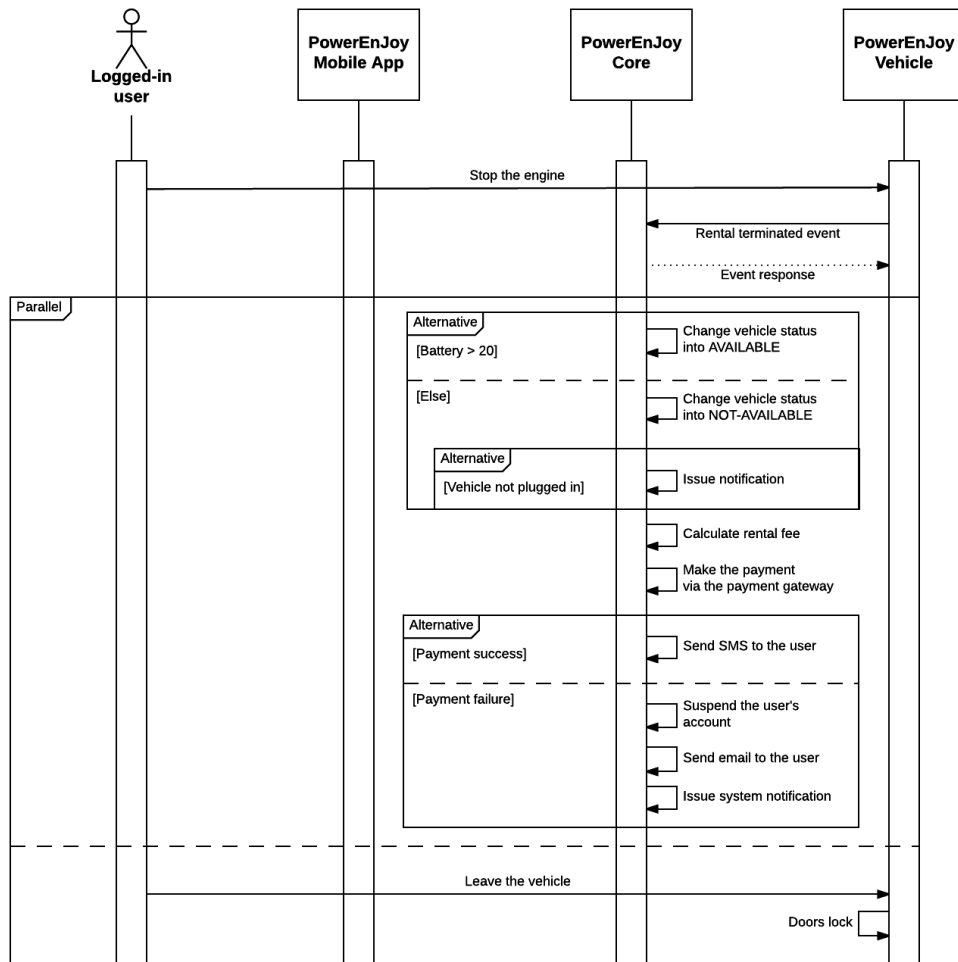 Logged-in
user
PowerEnJoy
Mobile App
PowerEnJoy
Core
PowerEnJoy
Vehicle
Stop the engine
Rental terminated event
Event response
Parallel
Alternative
[Battery > 20]
Change vehicle status
into AVAILABLE
[Else]
Change vehicle status
into NOT-AVAILABLE
Alternative
[Vehicle not plugged in]
Issue notification
Calculate rental fee
Make the payment
via the payment gateway
Alternative
[Payment success]
Send SMS to the user
[Payment failure]
Suspend the user's
account
Send email to the user
Issue system notification
Leave the vehicle
Doors lock